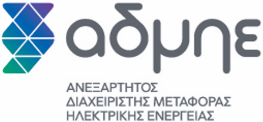 αδμηε
ΑΝΕΞΑΡΤΗΤΟΣ
ΔΙΑΧΕΙΡΙΣΤΗΣ ΜΕΤΑΦΟΡΑΣ
ΗΛΕΚΤΡΙΚΗΣ ΕΝΕΡΓΕΙΑΣ